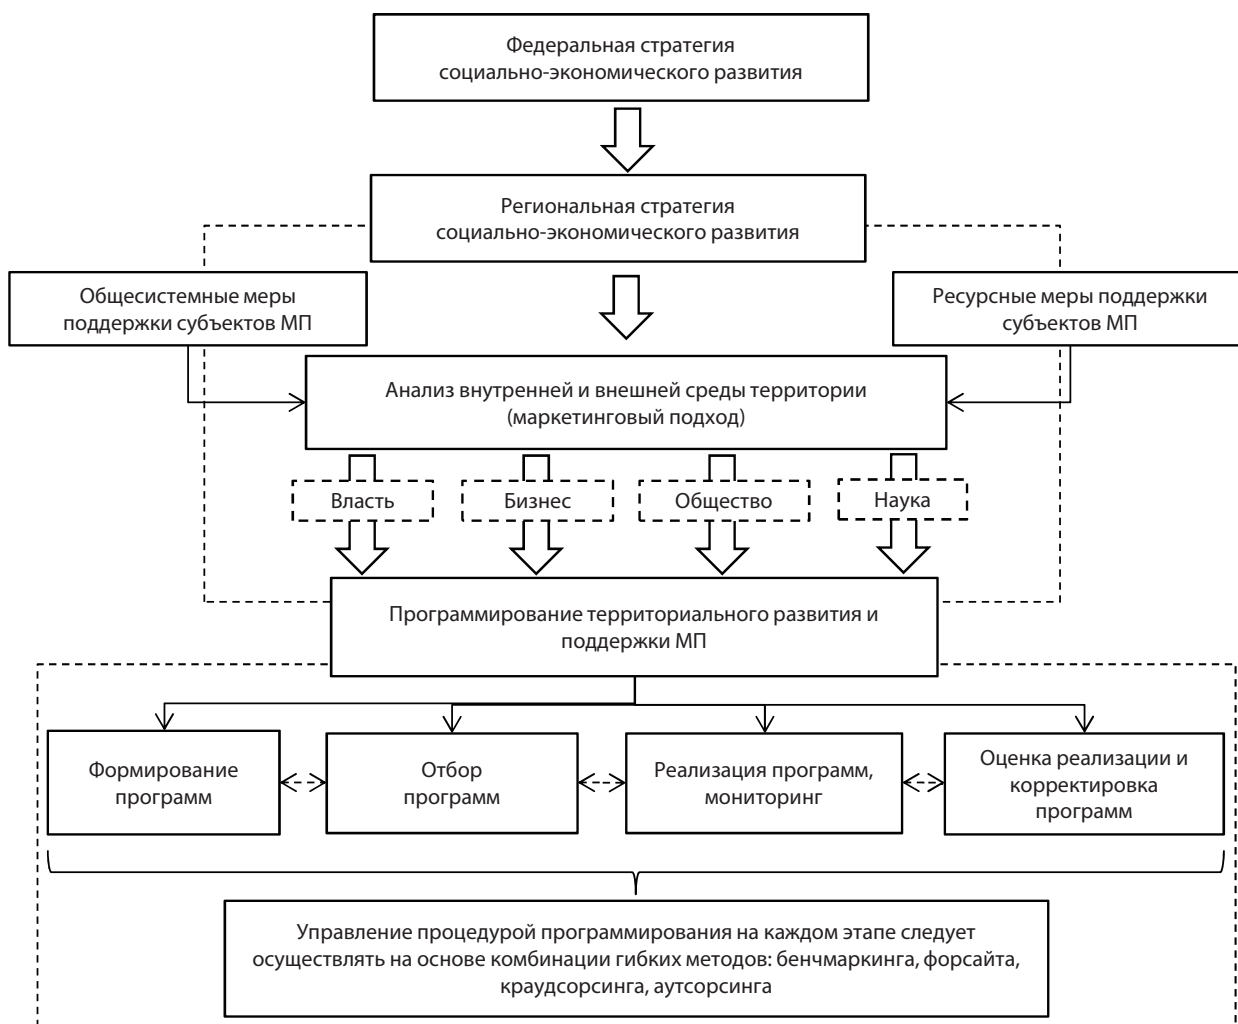 Федеральная стратегия
социально-экономического развития
Региональная стратегия
социально-экономического развития
Общесистемные меры
поддержки субъектов МП
Ресурсные меры поддержки
субъектов МП
Анализ внутренней и внешней среды территории
(маркетинговый подход)
Власть
Бизнес
Общество
Наука
Программирование территориального развития и
поддержки МП
Формирование
программ
Отбор
программ
Реализация программ,
мониторинг
Оценка реализации и
корректировка
программ
Управление процедурой программирования на каждом этапе следует
осуществлять на основе комбинации гибких методов: бенчмаркинга, форсайта,
краудсорсинга, аутсорсинга